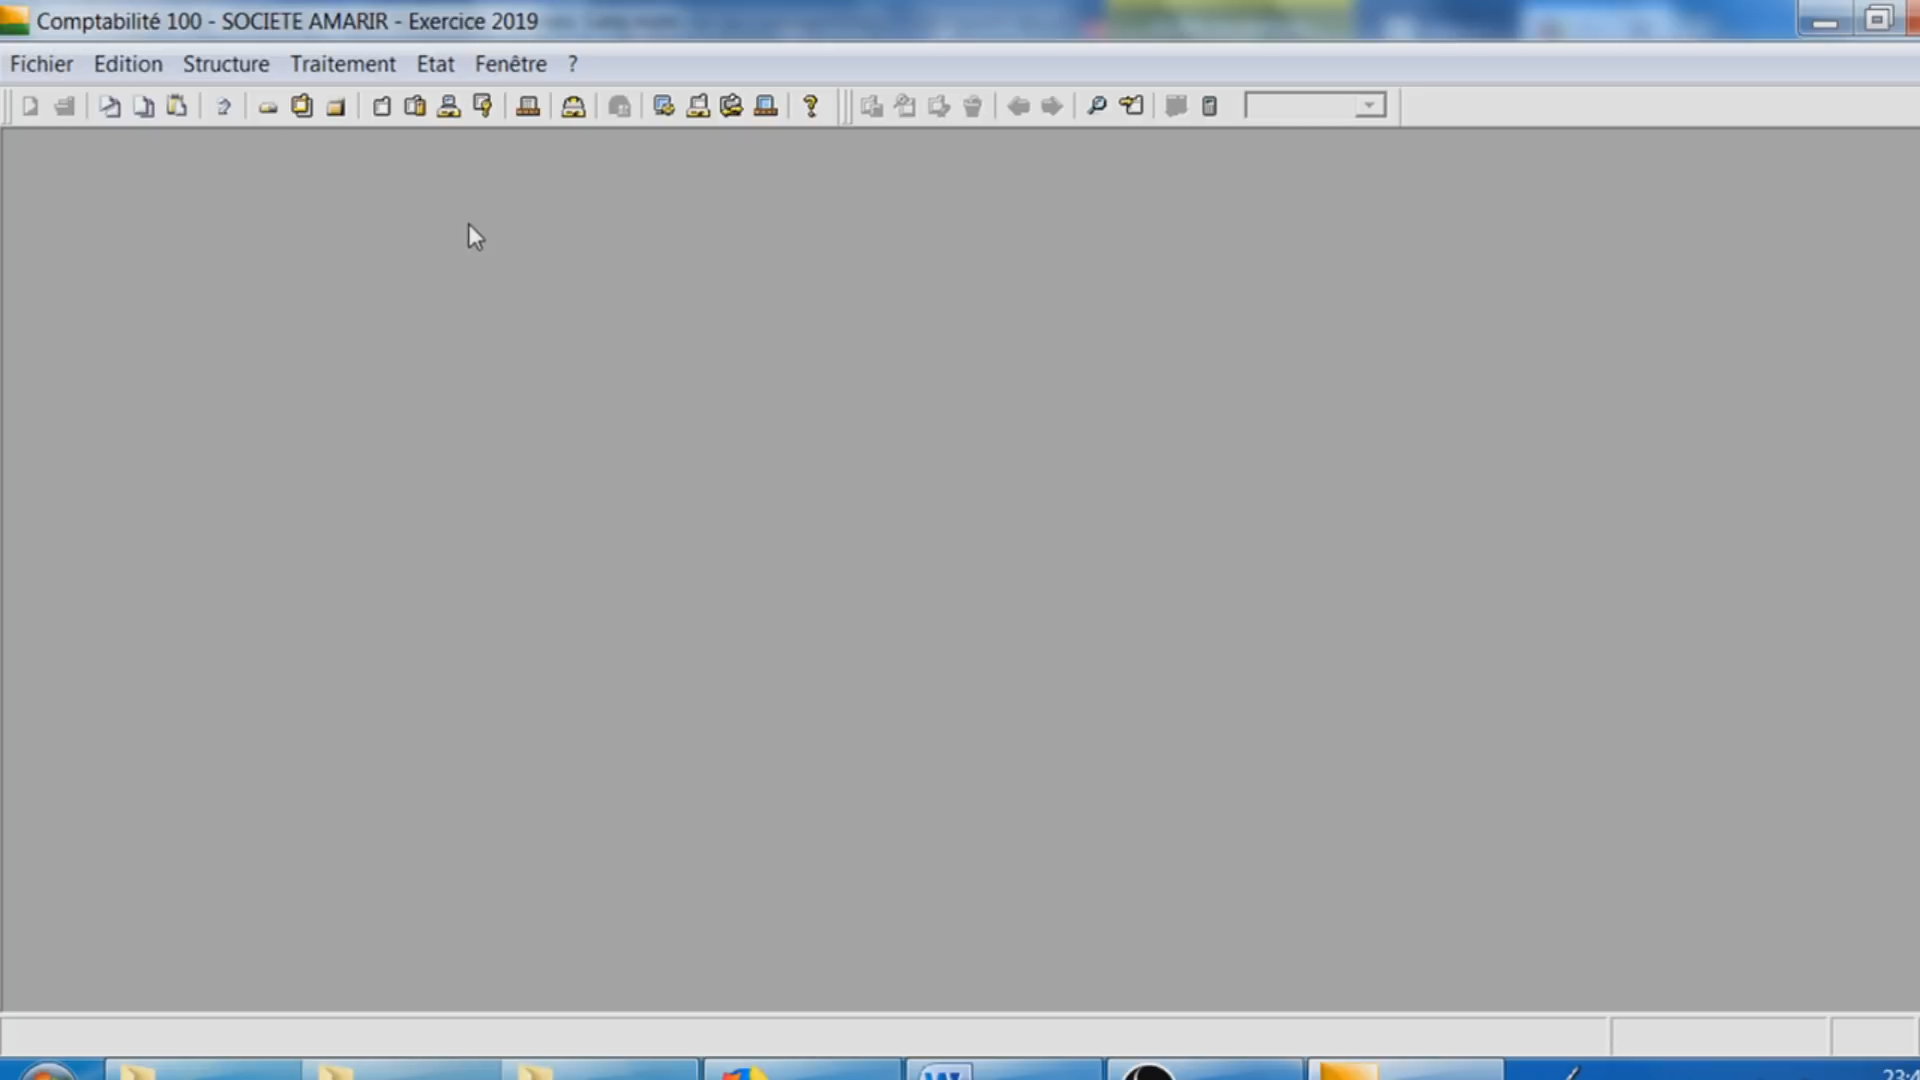 Comptabilité 100 - SOCIETE AMARIR - Exercice 2019
Fichier Edition Structure Traitement Etat Fenêtre ?